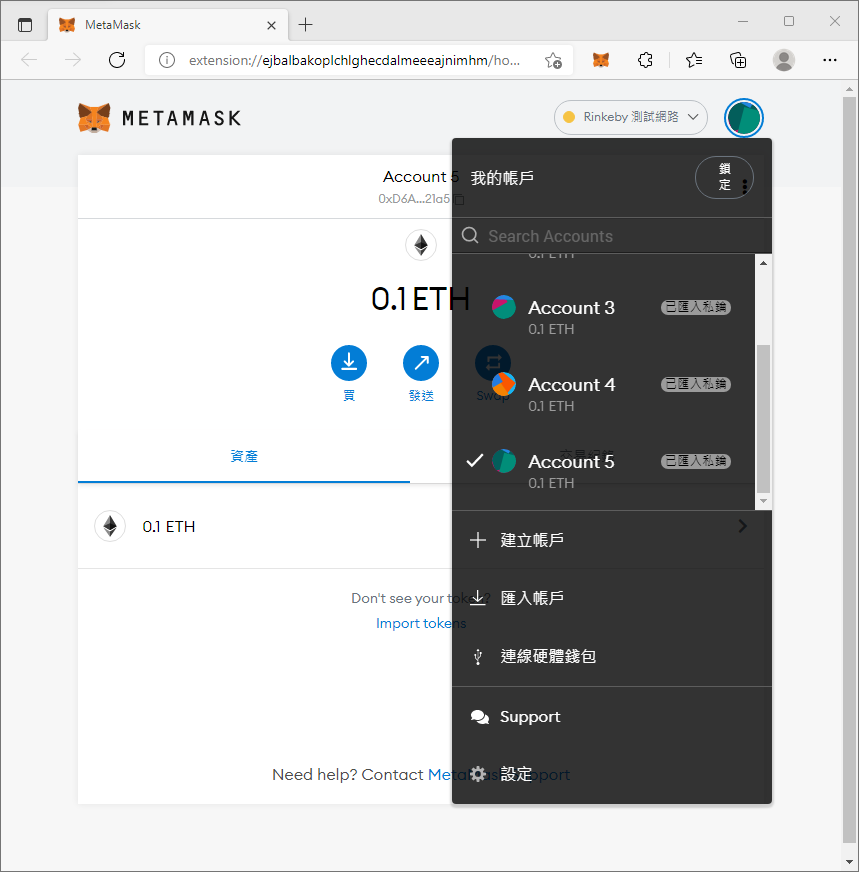 MetaMask
extension://ejbalbakoplchlghecdalmeeeajnimhm/ho...
METAMASK
Rinkeby 測試網路
Account 5
0xD6A...21a5
0.1 ETH
買
發送
Swap
資產
0.1 ETH
Don't see your token?
Import tokens
Need help? Contact MetaMask Support
我的帳戶
鎖
定
Search Accounts
0.1 ETH
Account 3
已匯入私鑰
0.1 ETH
Account 4
已匯入私鑰
0.1 ETH
Account 5
已匯入私鑰
0.1 ETH
建立帳戶
匯入帳戶
連線硬體錢包
Support
設定